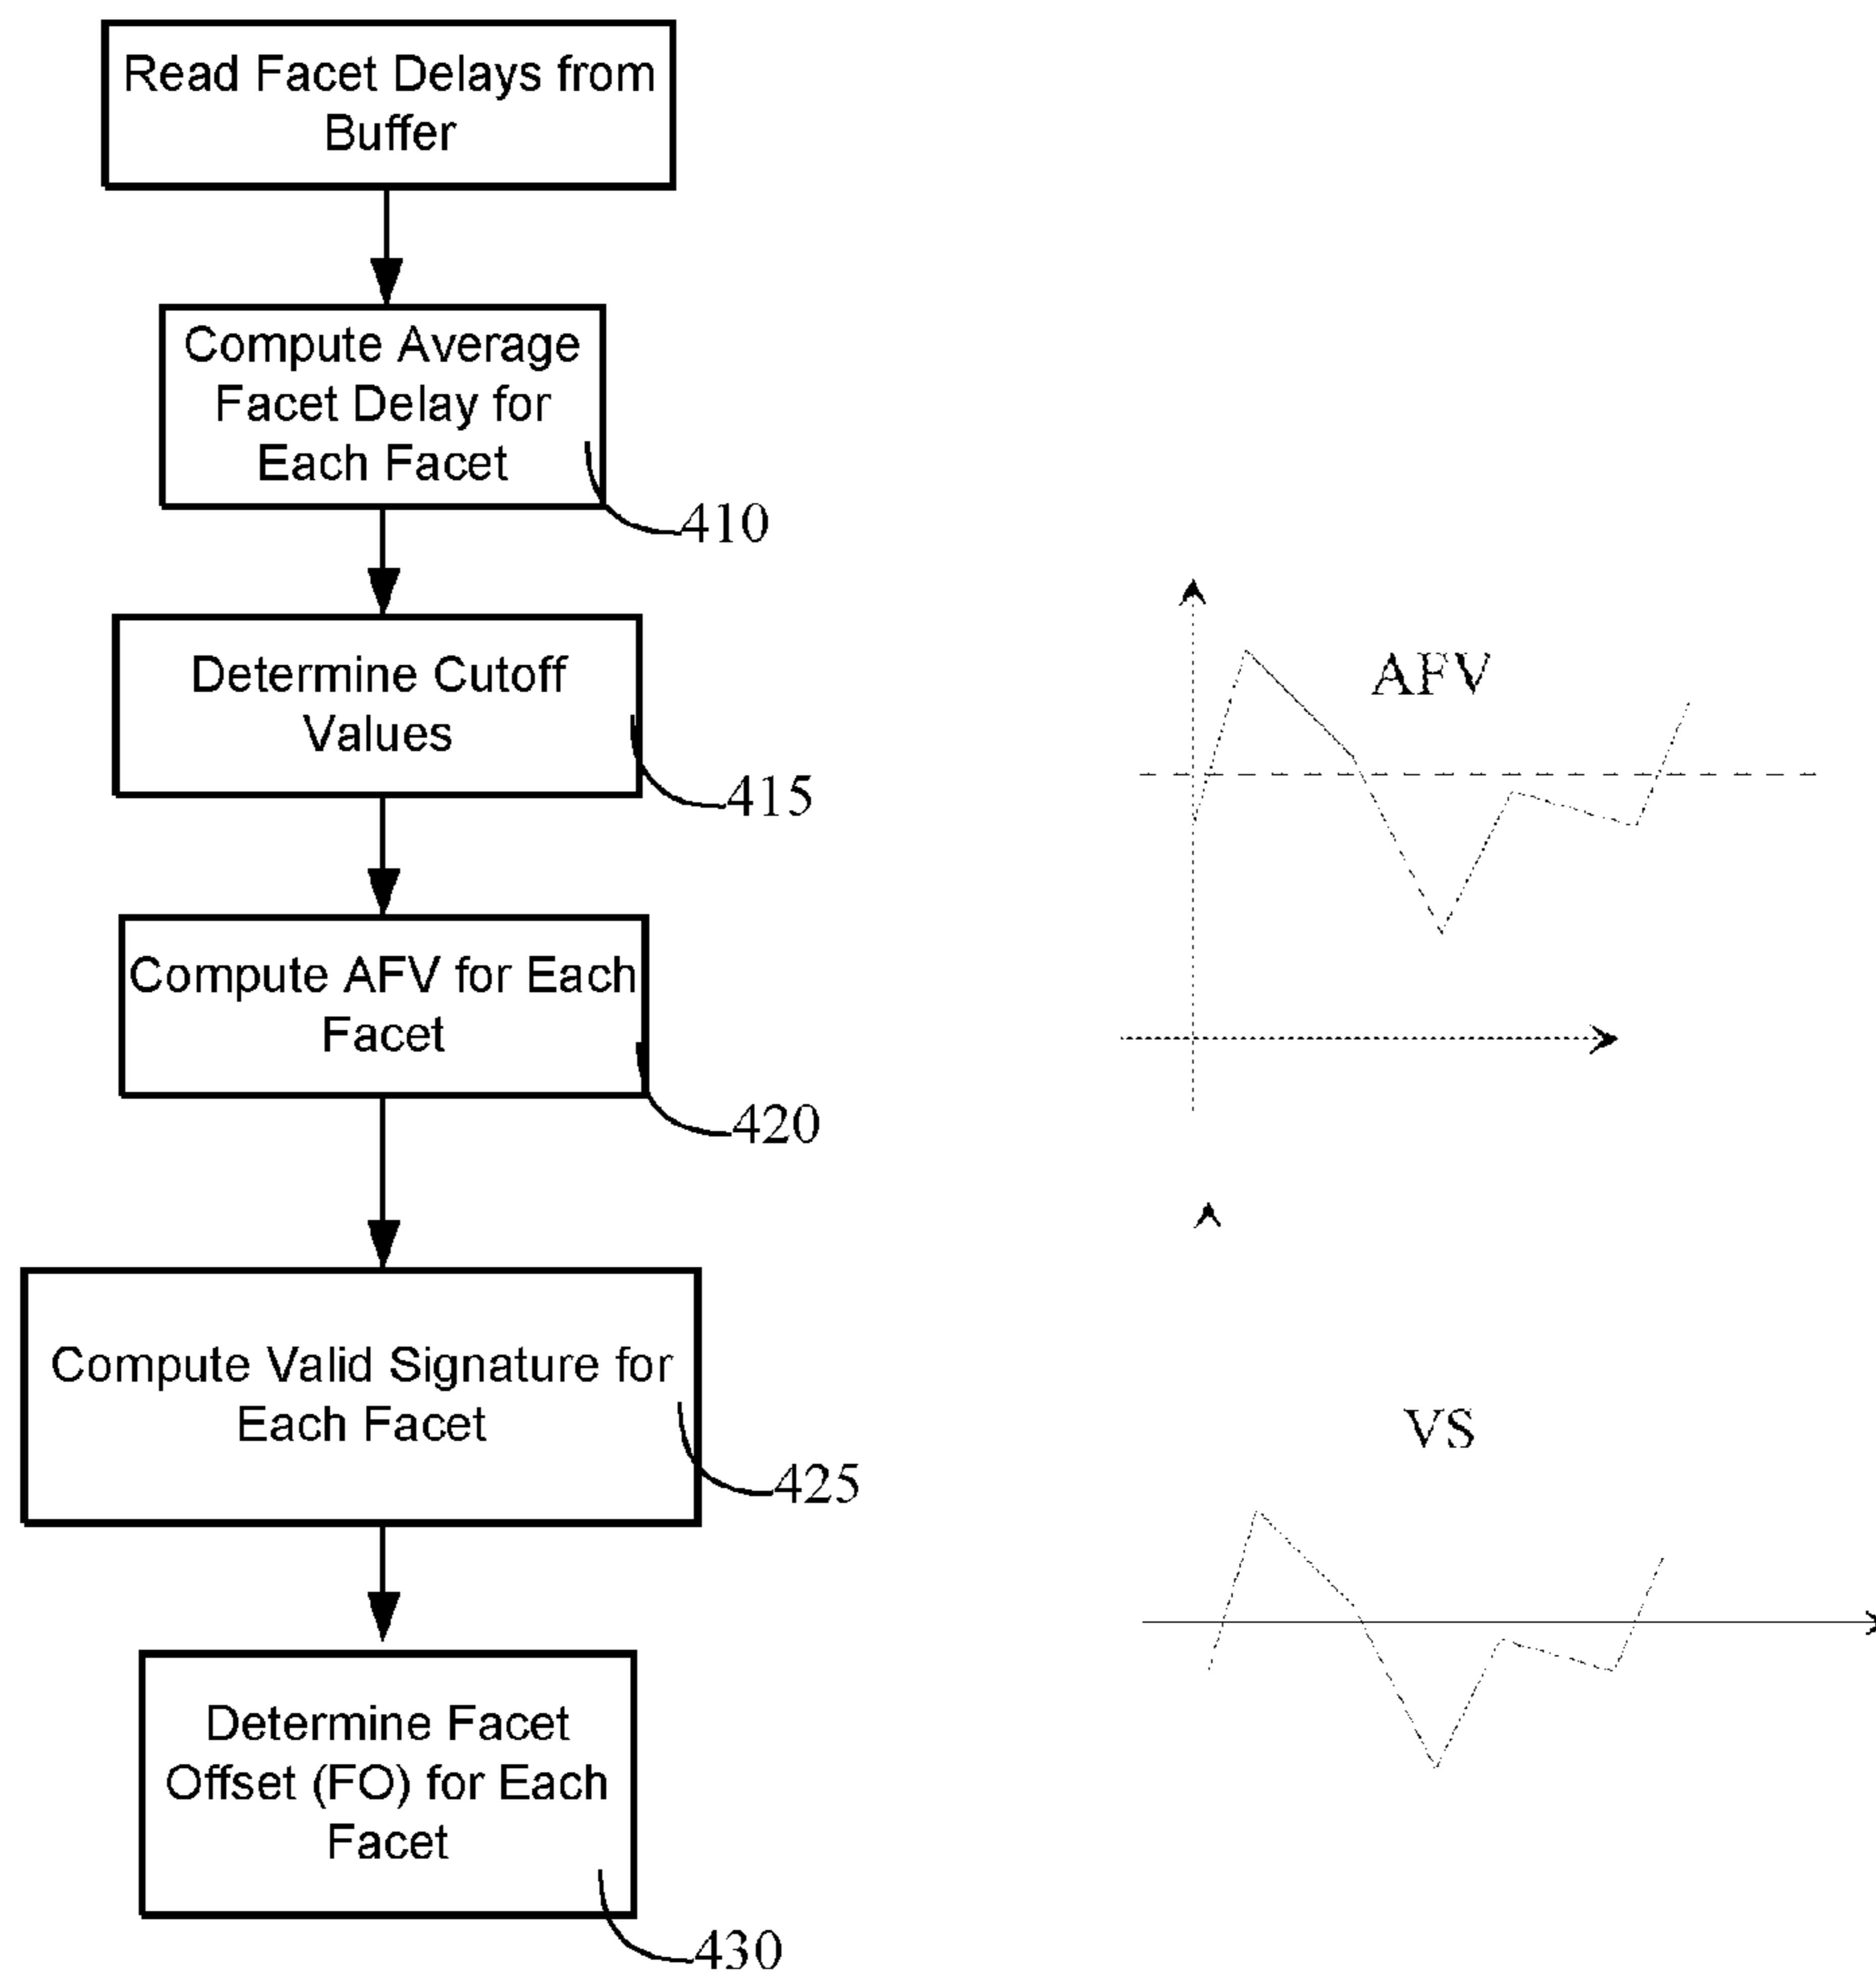 Read Facet Delays from
Buffer
Compute Average
Facet Delay for
Each Facet
410
Determine Cutoff
Values
415
Compute AFV for Each
Facet
420
Compute Valid Signature for
Each Facet
425
Determine Facet
Offset (FO) for Each
Facet
430
AFV
VS